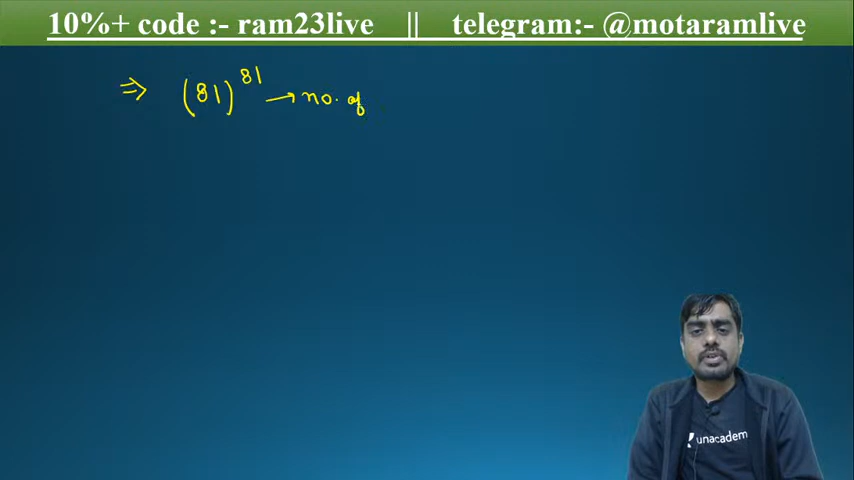 10%+ code :- ram23live || telegram:- @motaramlive
⇒ (81)^81 → no. of
unacadem